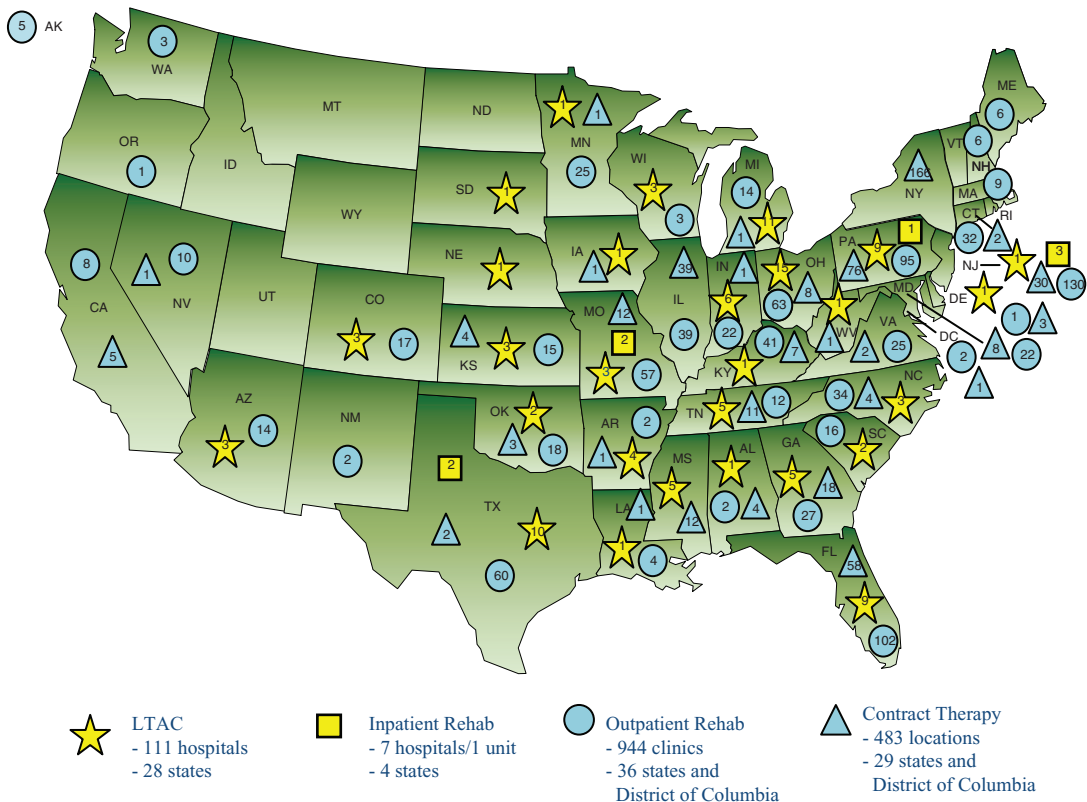 5 AK
3
WA
MT
ND
1
1
MN
25
OR
1
ID
SD
1
WI
3
3
MI
14
1
11
ME
6
VT
6
NH
166
NY
MA
9
CT
RI
32
2
WY
8
CA
5
1
10
NV
UT
NE
1
IA
1
1
39
IL
39
IN
1
6
22
15
OH
8
63
PA
9
1
76
95
NJ
1
3
30
130
DE
1
MD
1
3
DC
8
22
2
1
CO
3
17
4
3
15
KS
MO
12
2
3
57
41
7
KY
1
1
1
WV
VA
2
25
AZ
3
14
NM
2
OK
2
3
18
AR
2
1
4
TN
5
11
12
34
4
3
NC
16
SC
2
2
TX
2
10
60
LA
1
1
4
MS
5
12
AL
1
2
4
GA
5
18
27
FL
58
9
102
LTAC
- 111 hospitals
- 28 states
Inpatient Rehab
- 7 hospitals/1 unit
- 4 states
Outpatient Rehab
- 944 clinics
- 36 states and
District of Columbia
Contract Therapy
- 483 locations
- 29 states and
District of Columbia